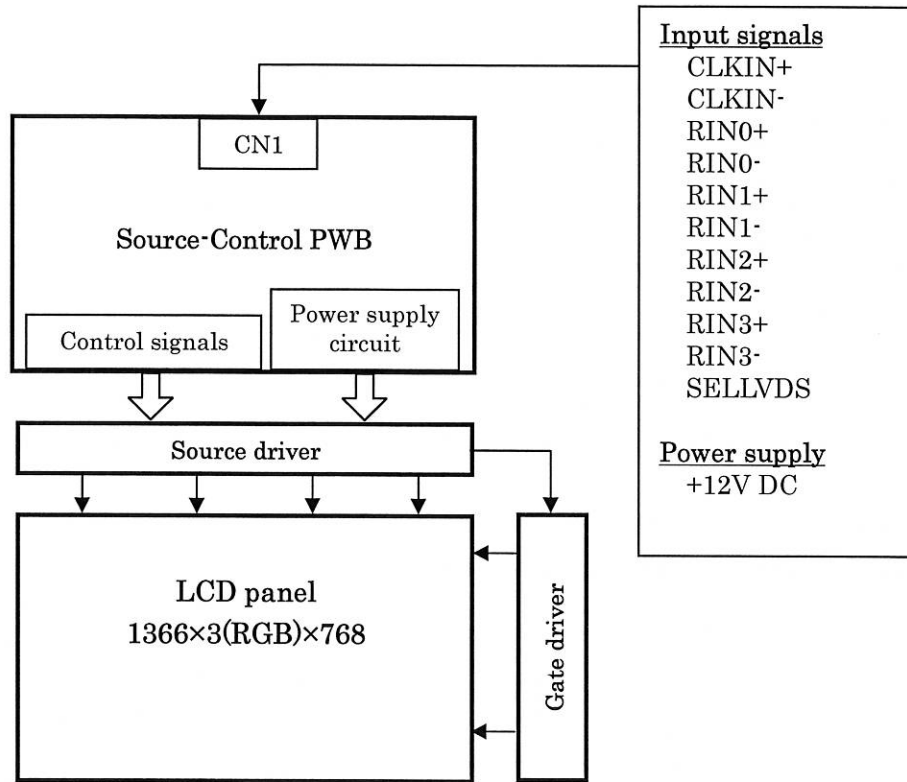 Input signals
CLKIN+
CLKIN-
RIN0+
RIN0-
RIN1+
RIN1-
RIN2+
RIN2-
RIN3+
RIN3-
SELLVDS
Power supply
+12V DC
CN1
Source-Control PWB
Control signals
Power supply
circuit
Source driver
LCD panel
1366×3(RGB)×768
Gate driver